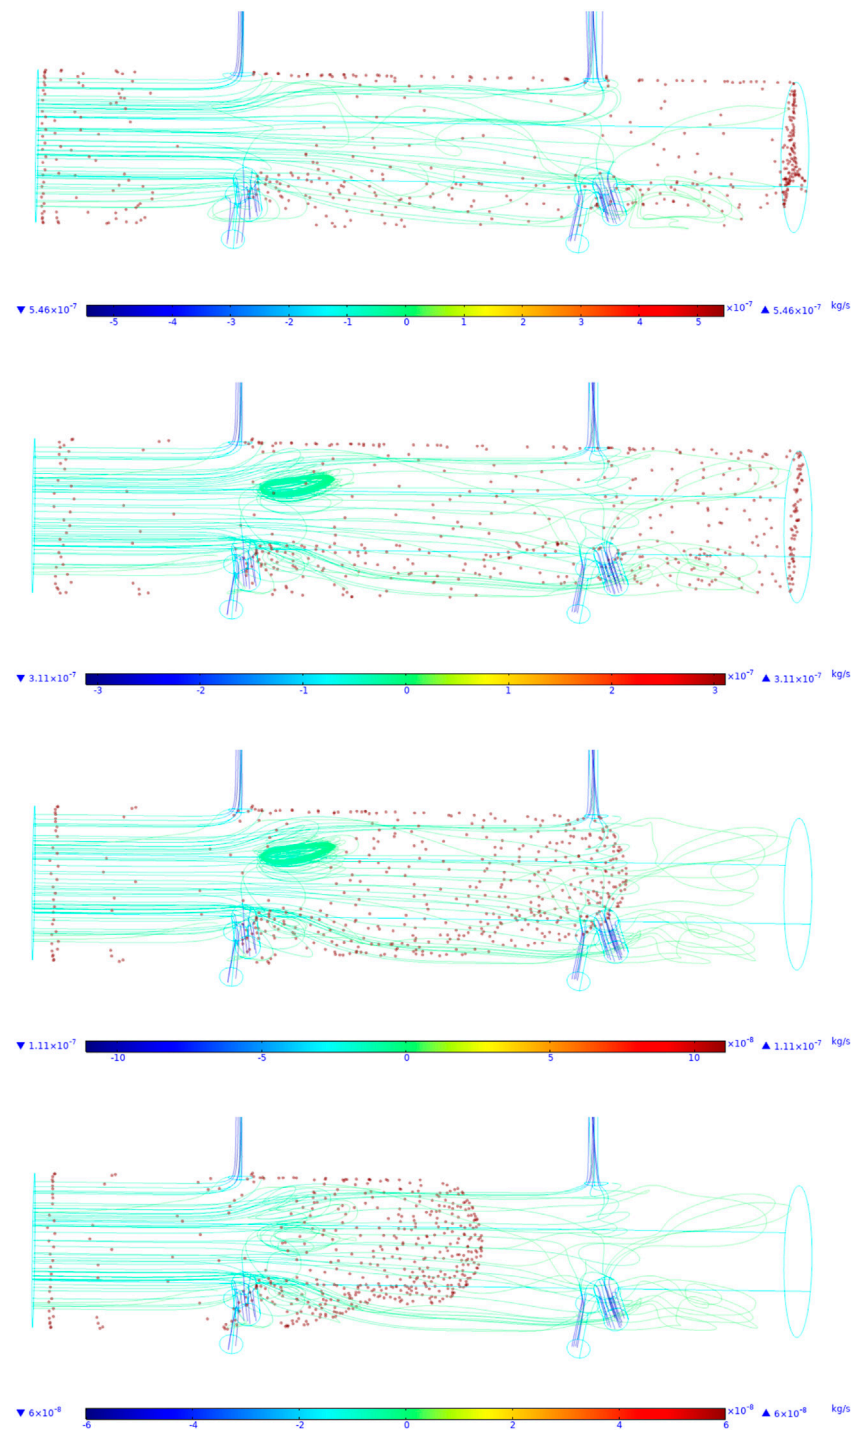 ▼ 5.46×10⁻⁷ ×10⁻⁷ ▲ 5.46×10⁻⁷ kg/s
-5 -4 -3 -2 -1 0 1 2 3 4 5
▼ 3.11×10⁻⁷ ×10⁻⁷ ▲ 3.11×10⁻⁷ kg/s
-3 -2 -1 0 1 2 3
▼ 1.11×10⁻⁷ ×10⁻⁸ ▲ 1.11×10⁻⁷ kg/s
-10 -5 0 5 10
▼ 6×10⁻⁸ ×10⁻⁸ ▲ 6×10⁻⁸ kg/s
-6 -4 -2 0 2 4 6